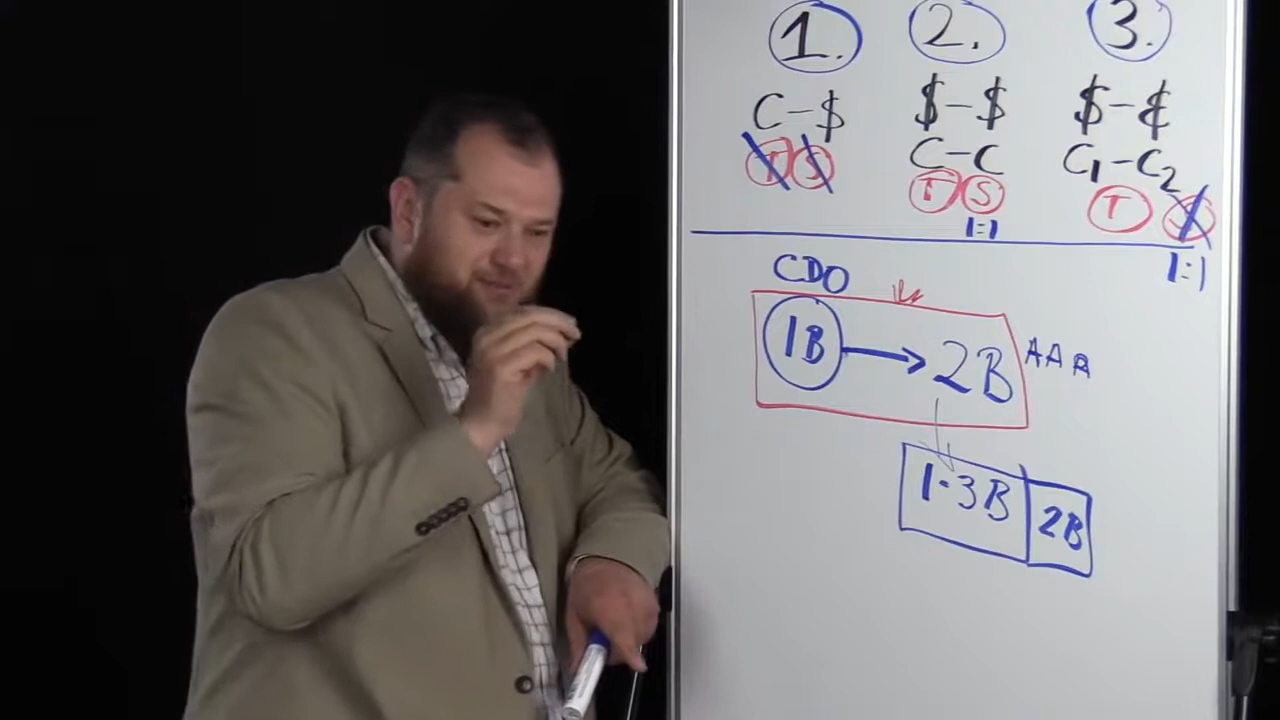 1. 2. 3.
C-$ $-$ $-¢
T S C-C C₁-C₂
T S T
1:1
1:1
CDO
1B → 2B AAA
1.3B 2B